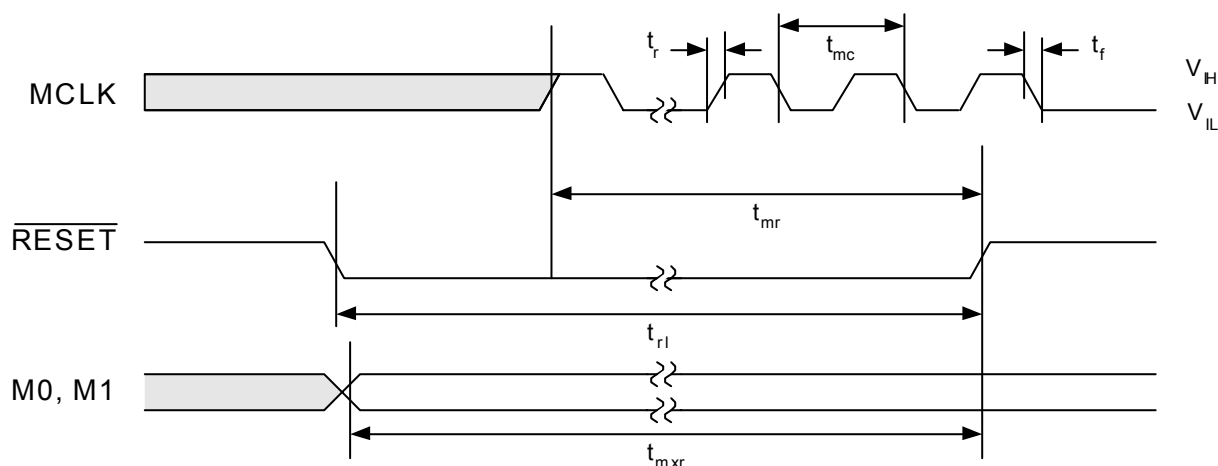 t_r
t_mc
t_f
MCLK
V_IH
V_IL
t_mr
RESET
t_rl
M0, M1
t_mxr